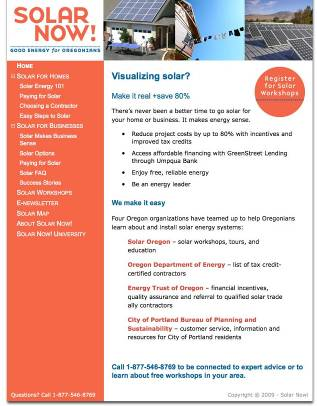 SOLAR
NOW!
GOOD ENERGY for OREGONIANS
HOME
SOLAR FOR HOMES
Solar Energy 101
Paying for Solar
Choosing a Contractor
Easy Steps to Solar
SOLAR FOR BUSINESSES
Solar Makes Business
Sense
Solar Options
Paying for Solar
Solar FAQ
Success Stories
SOLAR WORKSHOPS
E-NEWSLETTER
SOLAR MAP
ABOUT SOLAR NOW!
SOLAR NOW! UNIVERSITY
Questions? Call 1-877-546-8769
Visualizing solar?
Register
for Solar
Workshops
Make it real +save 80%
There's never been a better time to go solar for
your home or business. It makes energy sense.
• Reduce project costs by up to 80% with incentives and
improved tax credits
• Access affordable financing with GreenStreet Lending
through Umpqua Bank
• Enjoy free, reliable energy
• Be an energy leader
We make it easy
Four Oregon organizations have teamed up to help Oregonians
learn about and install solar energy systems:
Solar Oregon – solar workshops, tours, and
education
Oregon Department of Energy – list of tax credit-
certified contractors
Energy Trust of Oregon – financial incentives,
quality assurance and referral to qualified solar trade
ally contractors
City of Portland Bureau of Planning and
Sustainability – customer service, information and
resources for City of Portland residents
Call 1-877-546-8769 to be connected to expert advice or to
learn about free workshops in your area.
Copyright © 2009 - Solar Now!